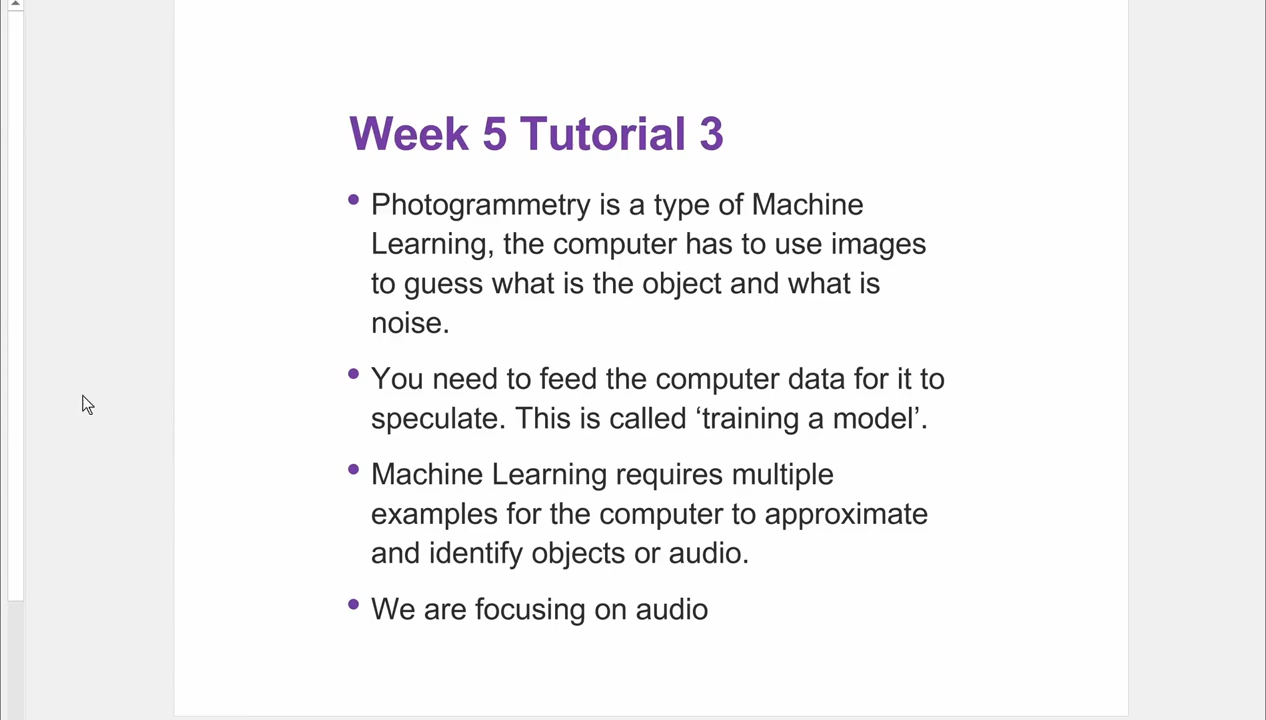 Week 5 Tutorial 3
• Photogrammetry is a type of Machine
Learning, the computer has to use images
to guess what is the object and what is
noise.
• You need to feed the computer data for it to
speculate. This is called ‘training a model’.
• Machine Learning requires multiple
examples for the computer to approximate
and identify objects or audio.
• We are focusing on audio